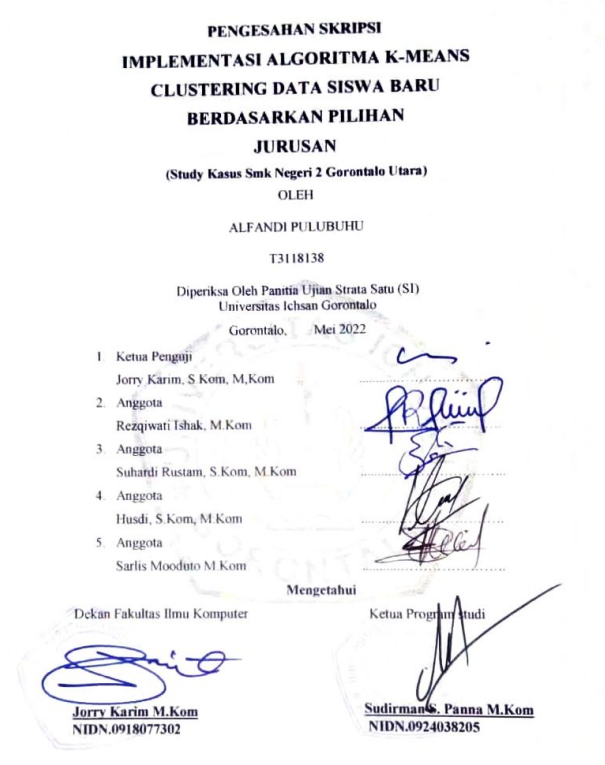 PENGESAHAN SKRIPSI
IMPLEMENTASI ALGORITMA K-MEANS
CLUSTERING DATA SISWA BARU
BERDASARKAN PILIHAN
JURUSAN
(Study Kasus Smk Negeri 2 Gorontalo Utara)
OLEH
ALFANDI PULUBUHU
T3118138
Diperiksa Oleh Panitia Ujian Strata Satu (SI)
Universitas Ichsan Gorontalo
Gorontalo, Mei 2022
1 Ketua Penguji
Jorry Karim, S Kom, M,Kom
2. Anggota
Rezqiwati Ishak, M.Kom
3. Anggota
Suhardi Rustam, S.Kom, M.Kom
4. Anggota
Husdi, S.Kom, M.Kom
5. Anggota
Sarlis Mooduto M Kom
Mengetahui
Dekan Fakultas Ilmu Komputer Ketua Program studi
Jorry Karim M.Kom Sudirman S. Panna M.Kom
NIDN.0918077302 NIDN.0924038205